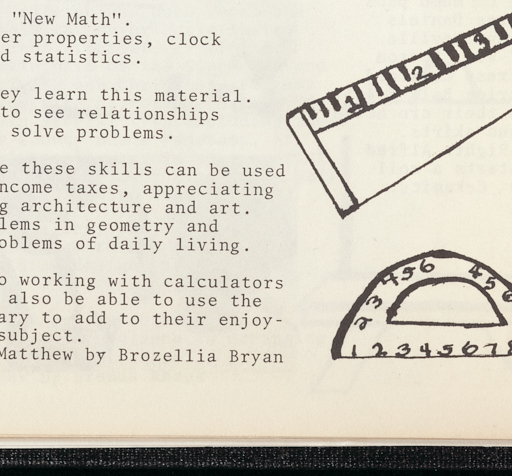 "New Math".
er properties, clock
d statistics.
ey learn this material.
to see relationships
solve problems.
e these skills can be used
ncome taxes, appreciating
g architecture and art.
lems in geometry and
oblems of daily living.
o working with calculators
also be able to use the
ary to add to their enjoy-
subject.
Matthew by Brozellia Bryan
1 1 2 3
2 3 4 5 6 4 5 6
1 2 3 4 5 6 7 8